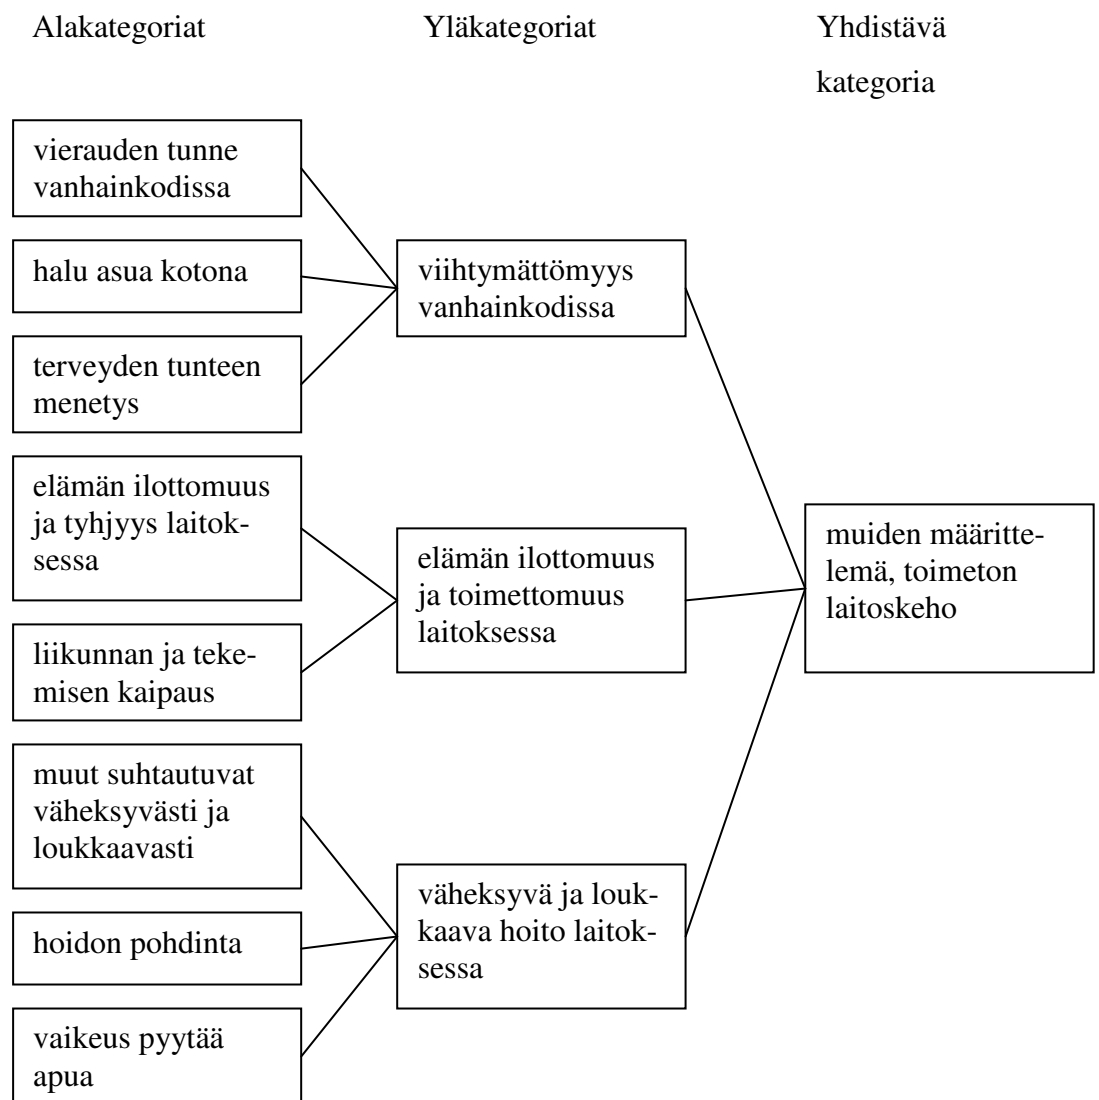 Alakategoriat
Yläkategoriat
Yhdistävä
kategoria
vierauden tunne
vanhainkodissa
halu asua kotona
terveyden tunteen
menetys
elämän ilottomuus
ja tyhjyys laitok-
sessa
liikunnan ja teke-
misen kaipaus
muut suhtautuvat
väheksyvästi ja
loukkaavasti
hoidon pohdinta
vaikeus pyytää
apua
viihtymättömyys
vanhainkodissa
elämän ilottomuus
ja toimettomuus
laitoksessa
väheksyvä ja louk-
kaava hoito laitok-
sessa
muiden määritte-
lemä, toimeton
laitoskeho